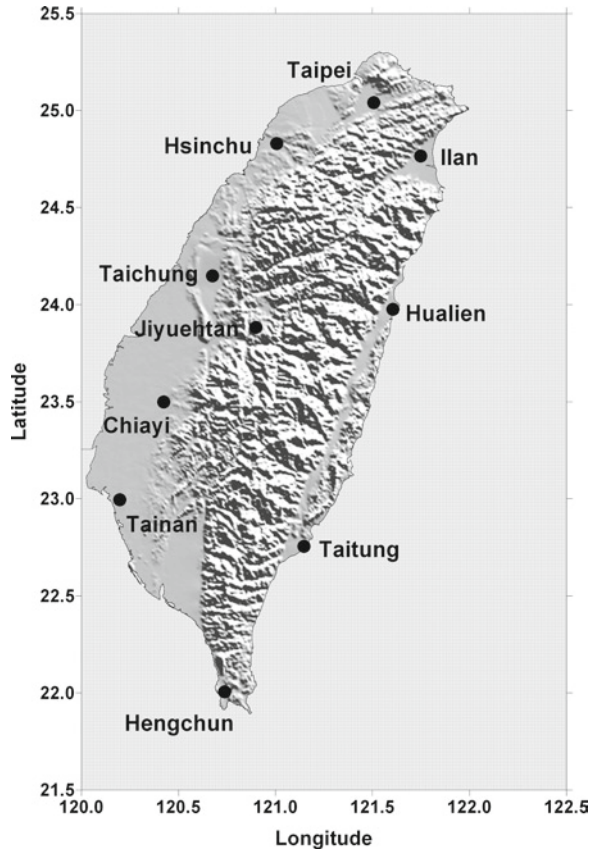 25.5
Taipei
25.0
Hsinchu
Ilan
24.5
Taichung
24.0
Hualien
Jiyuehtan
Latitude
23.5
Chiayi
23.0
Tainan
Taitung
22.5
22.0
Hengchun
21.5
120.0 120.5 121.0 121.5 122.0 122.5
Longitude